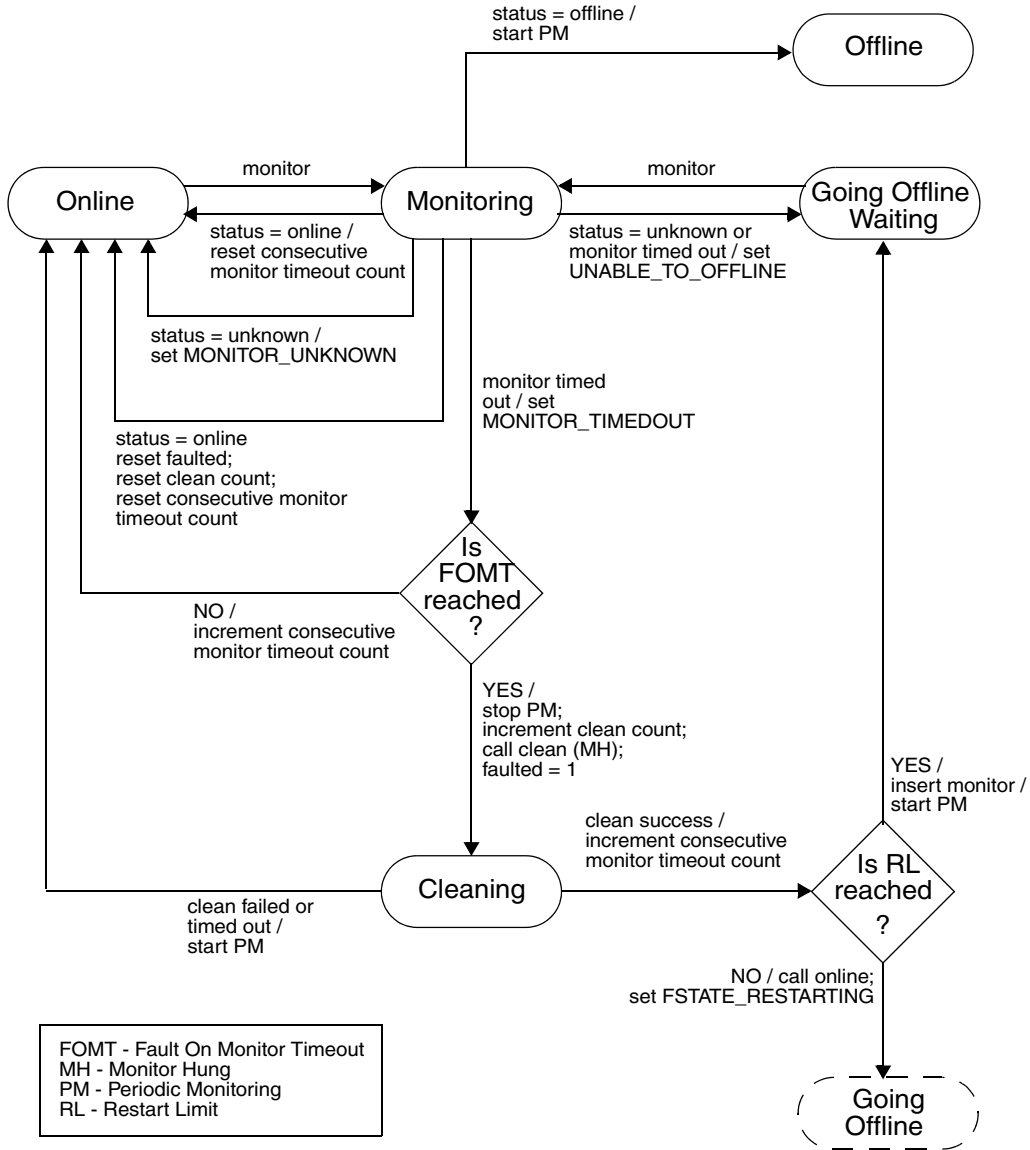 status = offline /
start PM
Offline
Online
monitor
Monitoring
monitor
Going Offline
Waiting
status = online /
reset consecutive
monitor timeout count
status = unknown or
monitor timed out / set
UNABLE_TO_OFFLINE
status = unknown /
set MONITOR_UNKNOWN
monitor timed
out / set
MONITOR_TIMEDOUT
status = online
reset faulted;
reset clean count;
reset consecutive monitor
timeout count
Is
FOMT
reached
?
NO /
increment consecutive
monitor timeout count
YES /
stop PM;
increment clean count;
call clean (MH);
faulted = 1
YES /
insert monitor /
start PM
clean success /
increment consecutive
monitor timeout count
Cleaning
Is RL
reached
?
clean failed or
timed out /
start PM
NO / call online;
set FSTATE_RESTARTING
FOMT - Fault On Monitor Timeout
MH - Monitor Hung
PM - Periodic Monitoring
RL - Restart Limit
Going
Offline